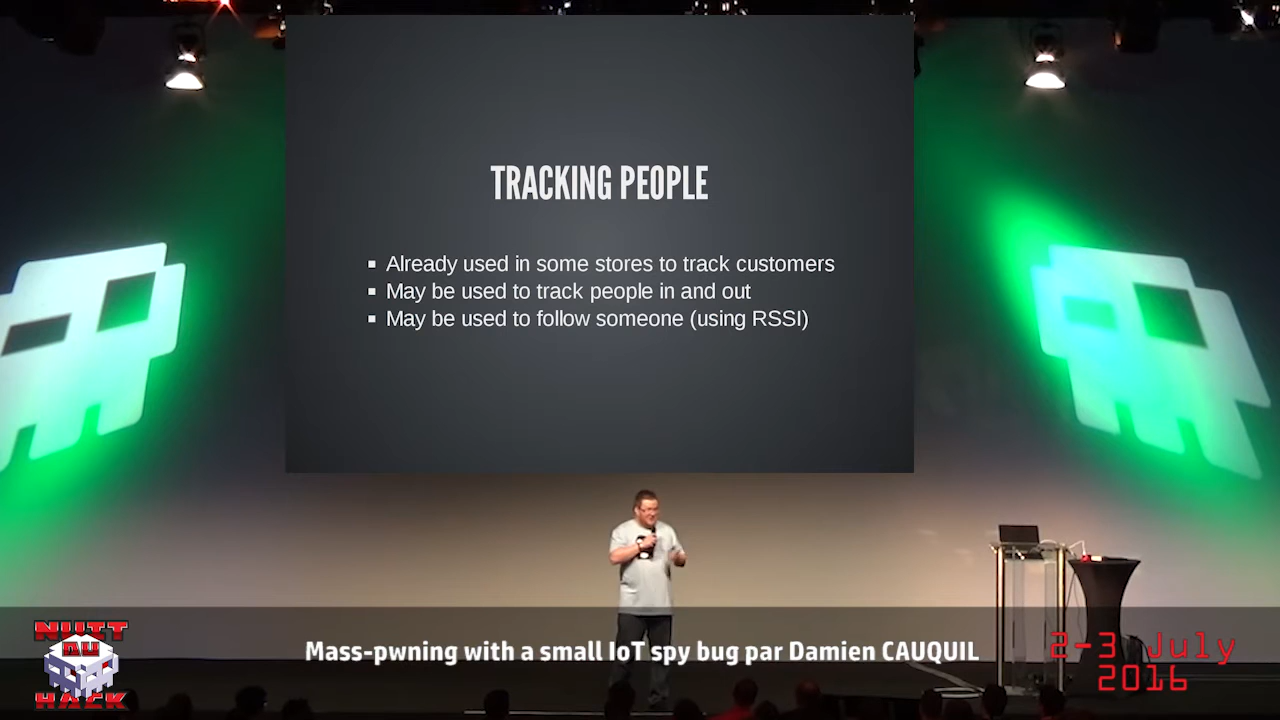 TRACKING PEOPLE
Already used in some stores to track customers
May be used to track people in and out
May be used to follow someone (using RSSI)
NUIT
DU
HACK
Mass-pwning with a small IoT spy bug par Damien CAUQUIL
2-3 July
2016